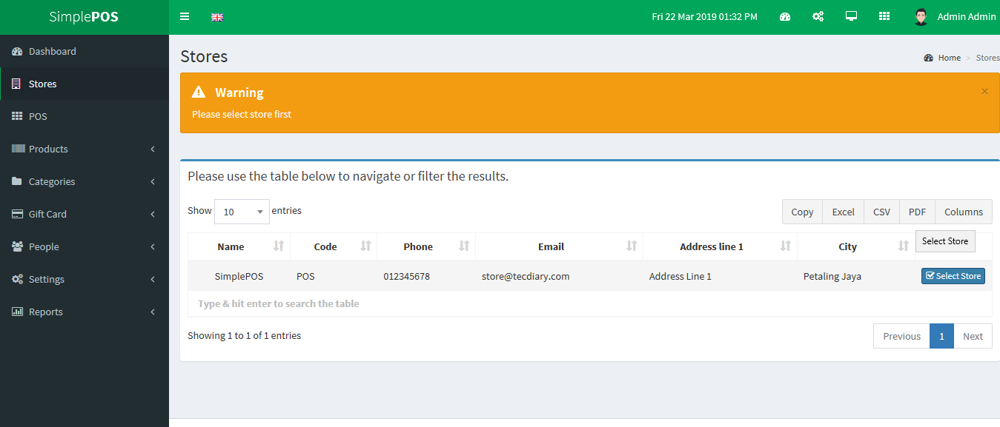 SimplePOS
Fri 22 Mar 2019 01:32 PM
Admin Admin
Dashboard
Stores
POS
Products
Categories
Gift Card
People
Settings
Reports
Stores
Home > Stores
Warning
×
Please select store first
Please use the table below to navigate or filter the results.
Show 10 entries
Copy Excel CSV PDF Columns
Name Code Phone Email Address line 1 City
Select Store
SimplePOS POS 012345678 store@tecdiary.com Address Line 1 Petaling Jaya Select Store
Type & hit enter to search the table
Showing 1 to 1 of 1 entries
Previous 1 Next